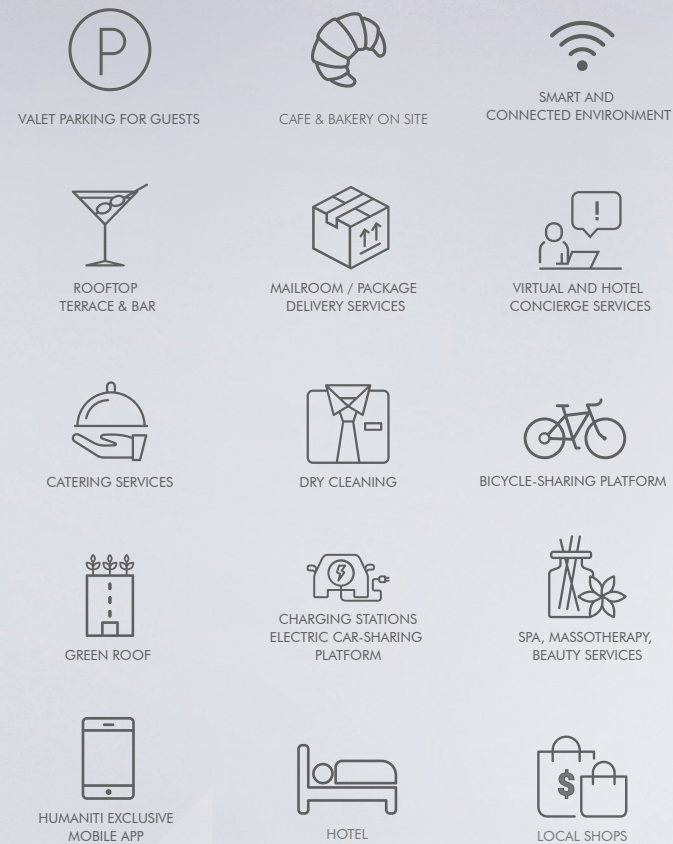 P
VALET PARKING FOR GUESTS
CAFE & BAKERY ON SITE
SMART AND
CONNECTED ENVIRONMENT
ROOFTOP
TERRACE & BAR
MAILROOM / PACKAGE
DELIVERY SERVICES
!
VIRTUAL AND HOTEL
CONCIERGE SERVICES
CATERING SERVICES
DRY CLEANING
BICYCLE-SHARING PLATFORM
GREEN ROOF
CHARGING STATIONS
ELECTRIC CAR-SHARING
PLATFORM
SPA, MASSOTHERAPY,
BEAUTY SERVICES
HUMANITI EXCLUSIVE
MOBILE APP
HOTEL
$
LOCAL SHOPS